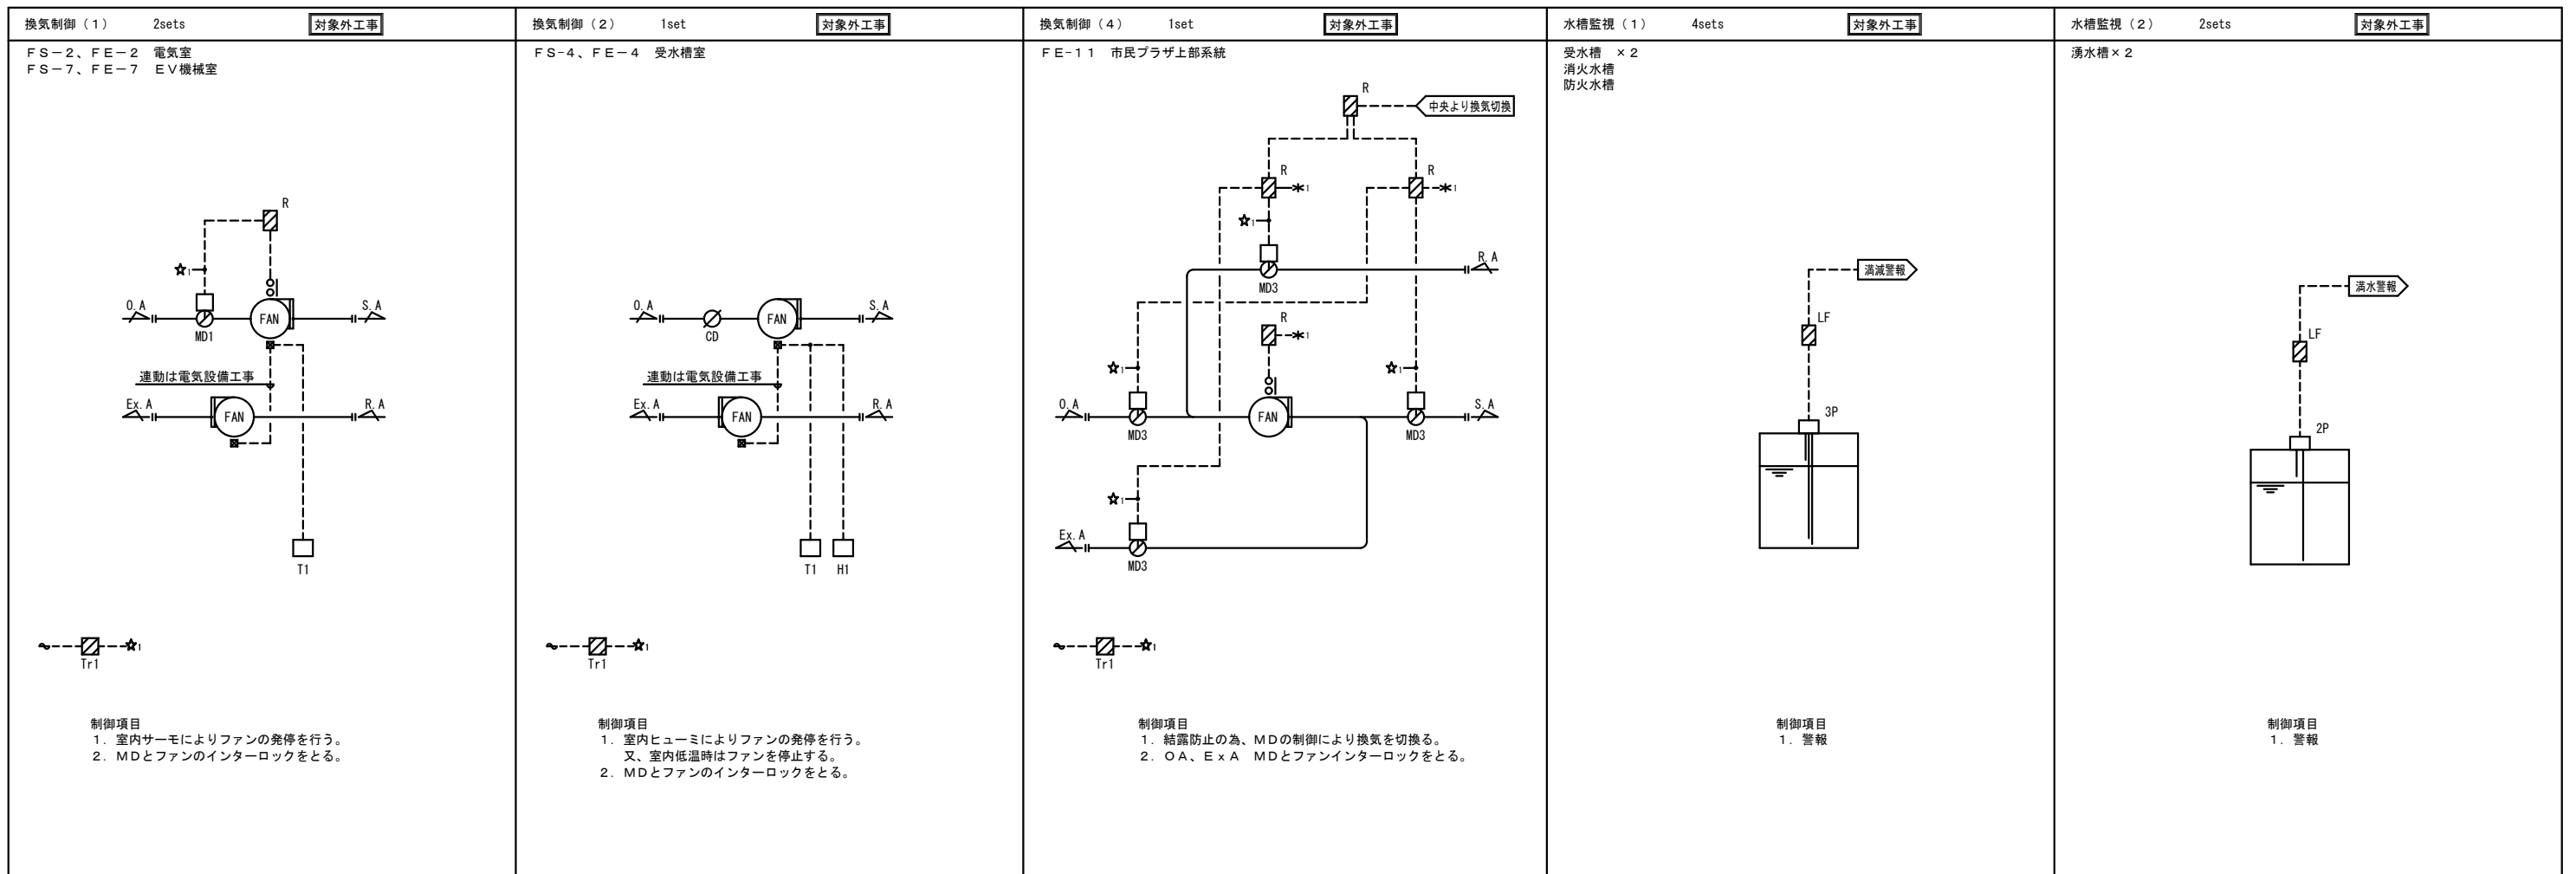 換気制御（１） 2sets 対象外工事
ＦＳ－２、ＦＥ－２ 電気室
ＦＳ－７、ＦＥ－７ ＥＶ機械室
R
☆1
O.A
MD1
FAN
S.A
連動は電気設備工事
Ex.A
FAN
R.A
T1
Tr1
☆1
制御項目
１．室内サーモによりファンの発停を行う。
２．ＭＤとファンのインターロックをとる。
換気制御（２） 1set 対象外工事
ＦＳ-４、ＦＥ－４ 受水槽室
O.A
CD
FAN
S.A
連動は電気設備工事
Ex.A
FAN
R.A
T1 H1
Tr1
☆1
制御項目
１．室内ヒューミによりファンの発停を行う。
又、室内低温時はファンを停止する。
２．ＭＤとファンのインターロックをとる。
換気制御（４） 1set 対象外工事
ＦＥ-１１ 市民プラザ上部系統
R
中央より換気切換
R
＊1
R
＊1
☆1
R.A
MD3
R
＊1
☆1
☆1
O.A
MD3
FAN
MD3
S.A
☆1
Ex.A
MD3
Tr1
☆1
制御項目
１．結露防止の為、ＭＤの制御により換気を切換る。
２．ＯＡ、ＥｘＡ ＭＤとファンインターロックをとる。
水槽監視（１） 4sets 対象外工事
受水槽 ×２
消火水槽
防火水槽
満減警報
LF
3P
制御項目
１．警報
水槽監視（２） 2sets 対象外工事
湧水槽×２
満水警報
LF
2P
制御項目
１．警報